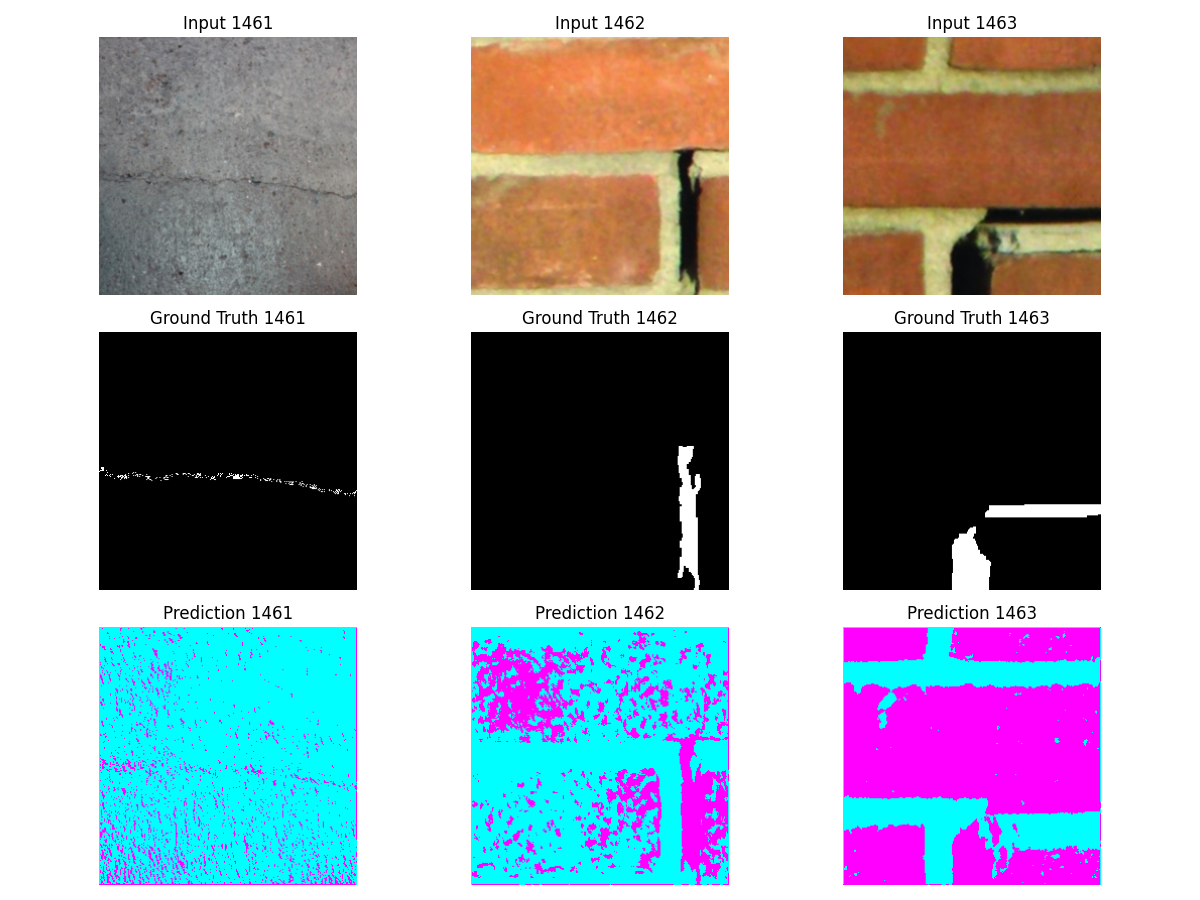 Input 1461
Input 1462
Input 1463
Ground Truth 1461
Ground Truth 1462
Ground Truth 1463
Prediction 1461
Prediction 1462
Prediction 1463